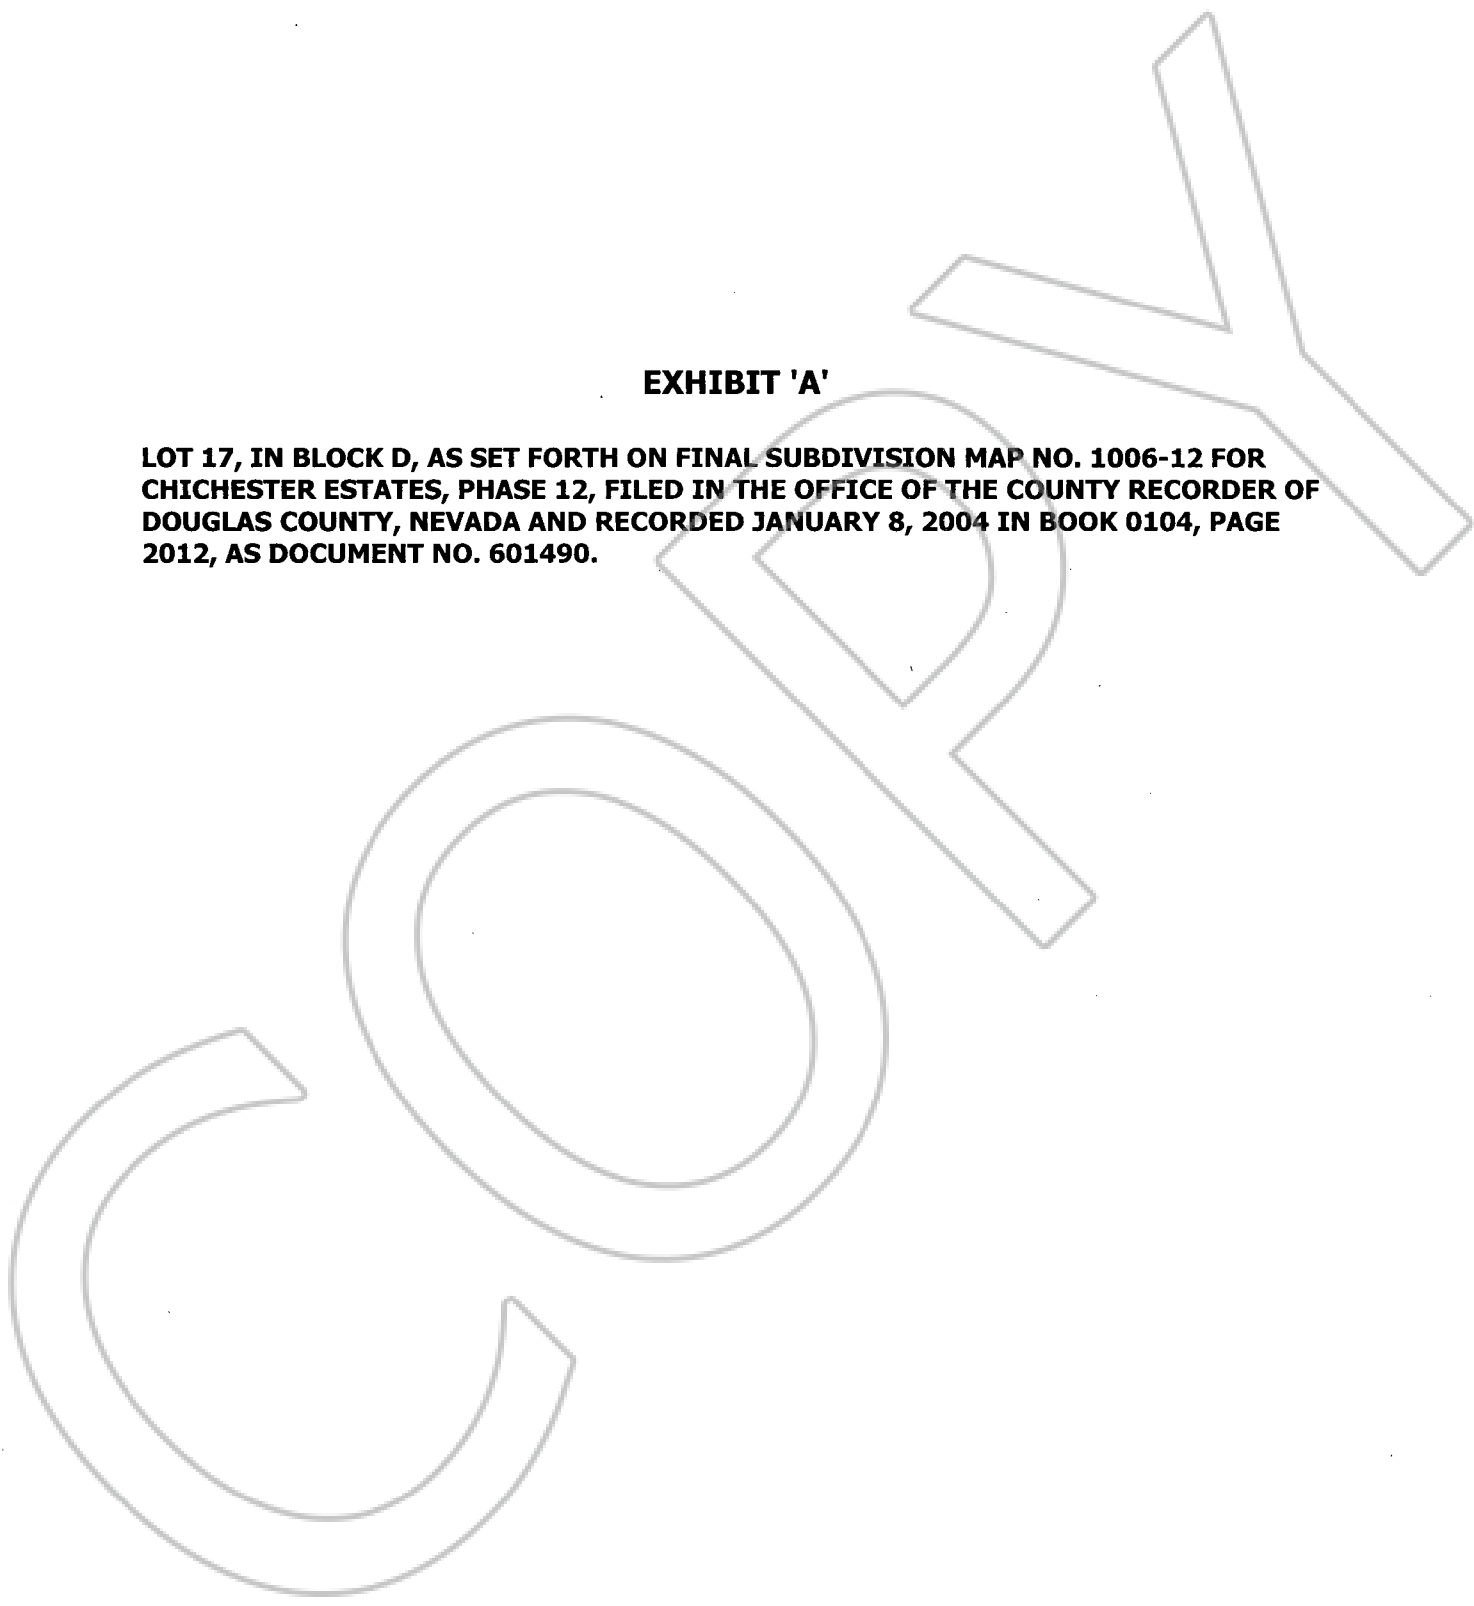 EXHIBIT 'A'
LOT 17, IN BLOCK D, AS SET FORTH ON FINAL SUBDIVISION MAP NO. 1006-12 FOR
CHICHESTER ESTATES, PHASE 12, FILED IN THE OFFICE OF THE COUNTY RECORDER OF
DOUGLAS COUNTY, NEVADA AND RECORDED JANUARY 8, 2004 IN BOOK 0104, PAGE
2012, AS DOCUMENT NO. 601490.
COPY